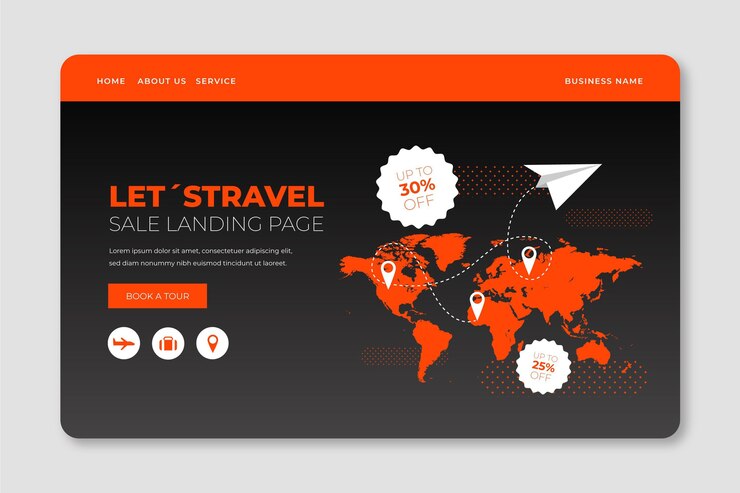 HOME ABOUT US SERVICE BUSINESS NAME
LET´STRAVEL
SALE LANDING PAGE
Lorem ipsum dolor sit amet, consectetuer adipiscing elit,
sed diam nonummy nibh euismod tincidunt ut laoreet.
BOOK A TOUR
UP TO
30%
OFF
UP TO
25%
OFF